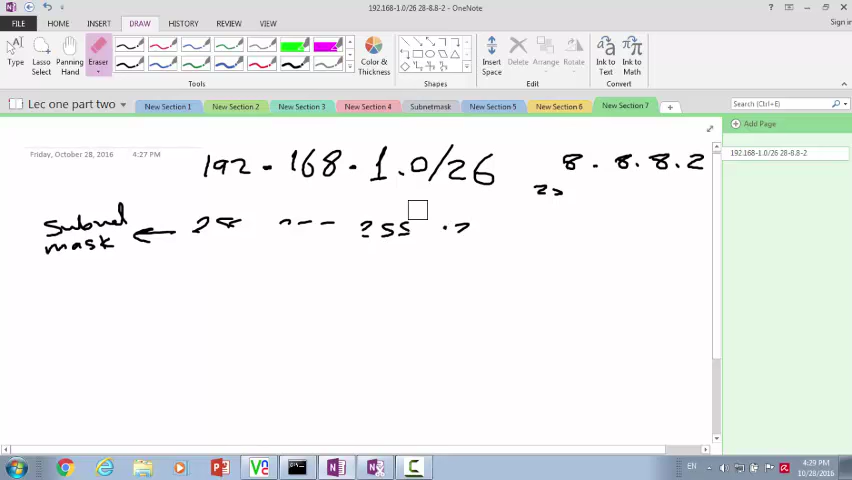 192.168-1.0/26 28-8.8-2 - OneNote
FILE HOME INSERT DRAW HISTORY REVIEW VIEW
Sign in
Type Lasso Select Panning Hand Eraser Color & Thickness Insert Space Delete Arrange Rotate Ink to Text Ink to Math
Tools Shapes Edit Convert
Lec one part two New Section 1 New Section 2 New Section 3 New Section 4 Subnetmask New Section 5 New Section 6 New Section 7 Search (Ctrl+E)
Add Page
Friday, October 28, 2016 4:27 PM
192.168-1.0/26 28-8.8-2
192 - 168 - 1.0/26 8 . 8.8.2
Subnet mask ← 255
EN 4:29 PM
10/28/2016